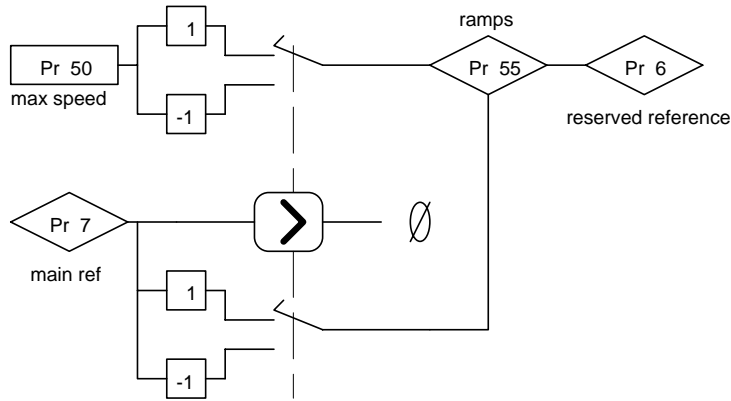 ramps
1
Pr 50
Pr 55
Pr 6
max speed
-1
reserved reference
Pr 7
>
0
main ref
1
-1